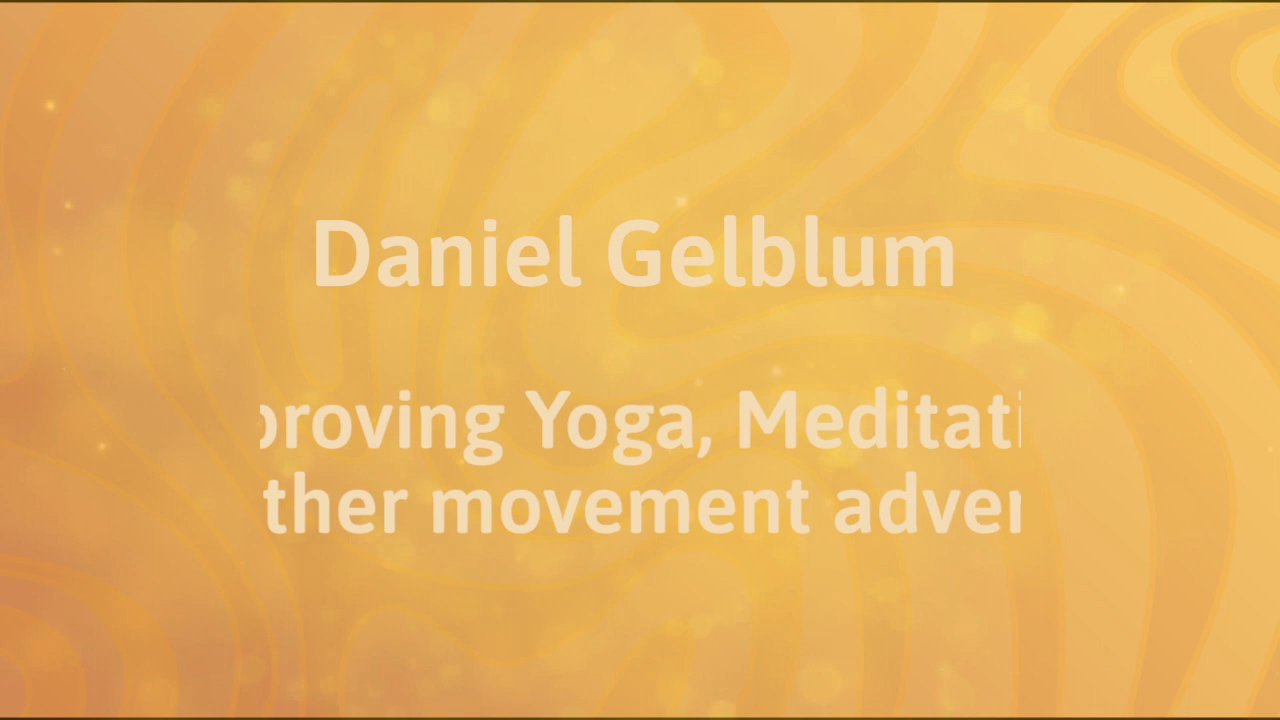 Daniel Gelblum
proving Yoga, Meditati
ther movement adver